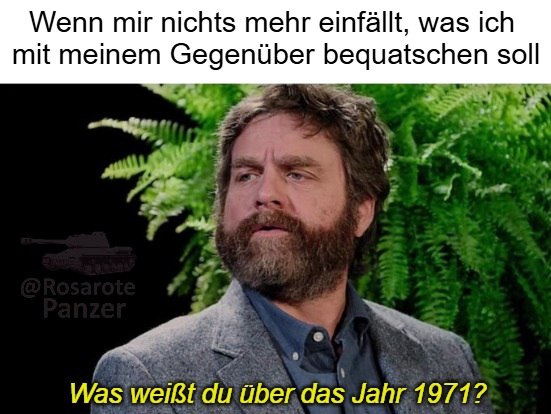 Wenn mir nichts mehr einfällt, was ich
mit meinem Gegenüber bequatschen soll
@Rosarote
Panzer
Was weißt du über das Jahr 1971?